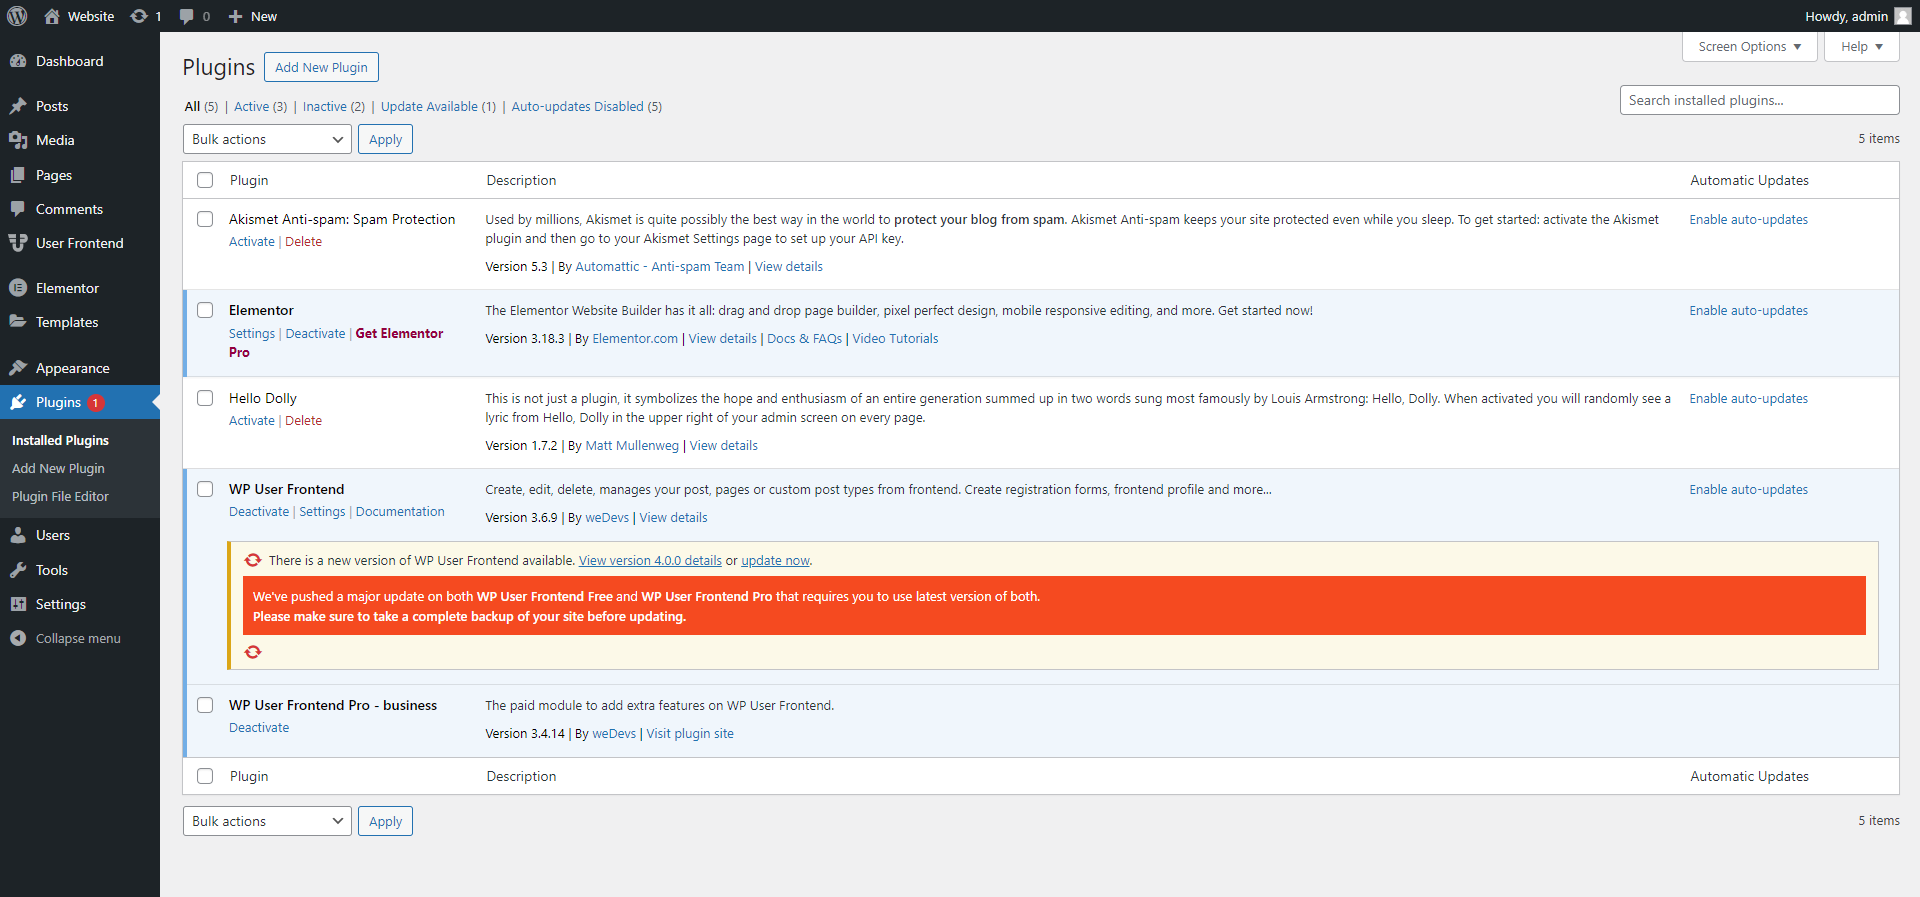 Website 1 0 New Howdy, admin
Dashboard
Posts
Media
Pages
Comments
User Frontend
Elementor
Templates
Appearance
Plugins 1
Installed Plugins
Add New Plugin
Plugin File Editor
Users
Tools
Settings
Collapse menu
Screen Options Help
Plugins Add New Plugin
All (5) | Active (3) | Inactive (2) | Update Available (1) | Auto-updates Disabled (5)
Search installed plugins...
Bulk actions Apply 5 items
Plugin Description Automatic Updates
Akismet Anti-spam: Spam Protection
Activate | Delete
Used by millions, Akismet is quite possibly the best way in the world to protect your blog from spam. Akismet Anti-spam keeps your site protected even while you sleep. To get started: activate the Akismet
plugin and then go to your Akismet Settings page to set up your API key.
Version 5.3 | By Automattic - Anti-spam Team | View details
Enable auto-updates
Elementor
Settings | Deactivate | Get Elementor
Pro
The Elementor Website Builder has it all: drag and drop page builder, pixel perfect design, mobile responsive editing, and more. Get started now!
Version 3.18.3 | By Elementor.com | View details | Docs & FAQs | Video Tutorials
Enable auto-updates
Hello Dolly
Activate | Delete
This is not just a plugin, it symbolizes the hope and enthusiasm of an entire generation summed up in two words sung most famously by Louis Armstrong: Hello, Dolly. When activated you will randomly see a
lyric from Hello, Dolly in the upper right of your admin screen on every page.
Version 1.7.2 | By Matt Mullenweg | View details
Enable auto-updates
WP User Frontend
Deactivate | Settings | Documentation
Create, edit, delete, manages your post, pages or custom post types from frontend. Create registration forms, frontend profile and more...
Version 3.6.9 | By weDevs | View details
Enable auto-updates
There is a new version of WP User Frontend available. View version 4.0.0 details or update now.
We've pushed a major update on both WP User Frontend Free and WP User Frontend Pro that requires you to use latest version of both.
Please make sure to take a complete backup of your site before updating.
WP User Frontend Pro - business
Deactivate
The paid module to add extra features on WP User Frontend.
Version 3.4.14 | By weDevs | Visit plugin site
Plugin Description Automatic Updates
Bulk actions Apply 5 items